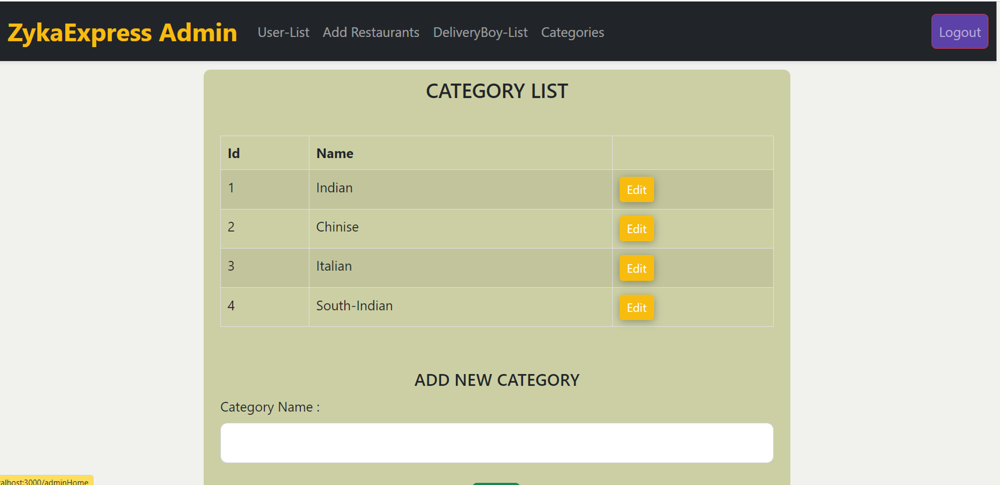 ZykaExpress Admin User-List Add Restaurants DeliveryBoy-List Categories Logout
CATEGORY LIST
Id Name
1 Indian Edit
2 Chinise Edit
3 Italian Edit
4 South-Indian Edit
ADD NEW CATEGORY
Category Name :
alhost:3000/adminHome